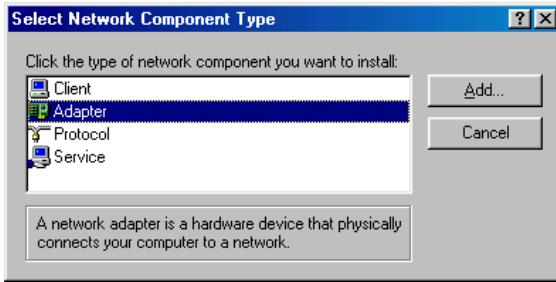 Select Network Component Type
Click the type of network component you want to install:
Client
Adapter
Protocol
Service
Add...
Cancel
A network adapter is a hardware device that physically
connects your computer to a network.